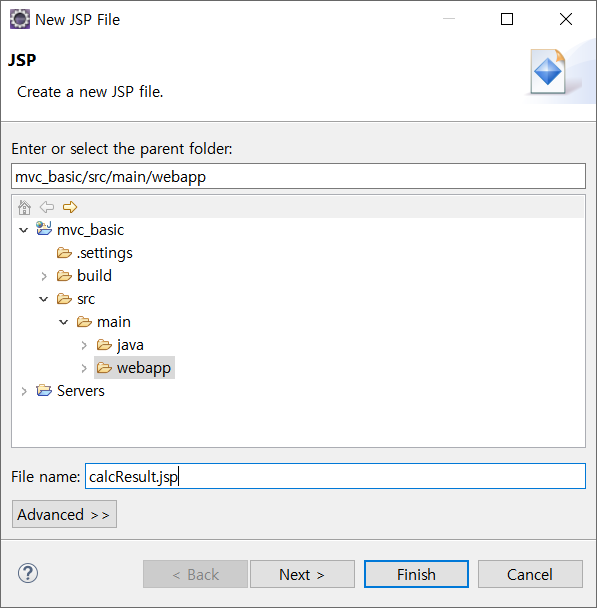 New JSP File
JSP
Create a new JSP file.
Enter or select the parent folder:
mvc_basic/src/main/webapp
mvc_basic
.settings
build
src
main
java
webapp
Servers
File name: calcResult.jsp
Advanced >>
? < Back Next > Finish Cancel